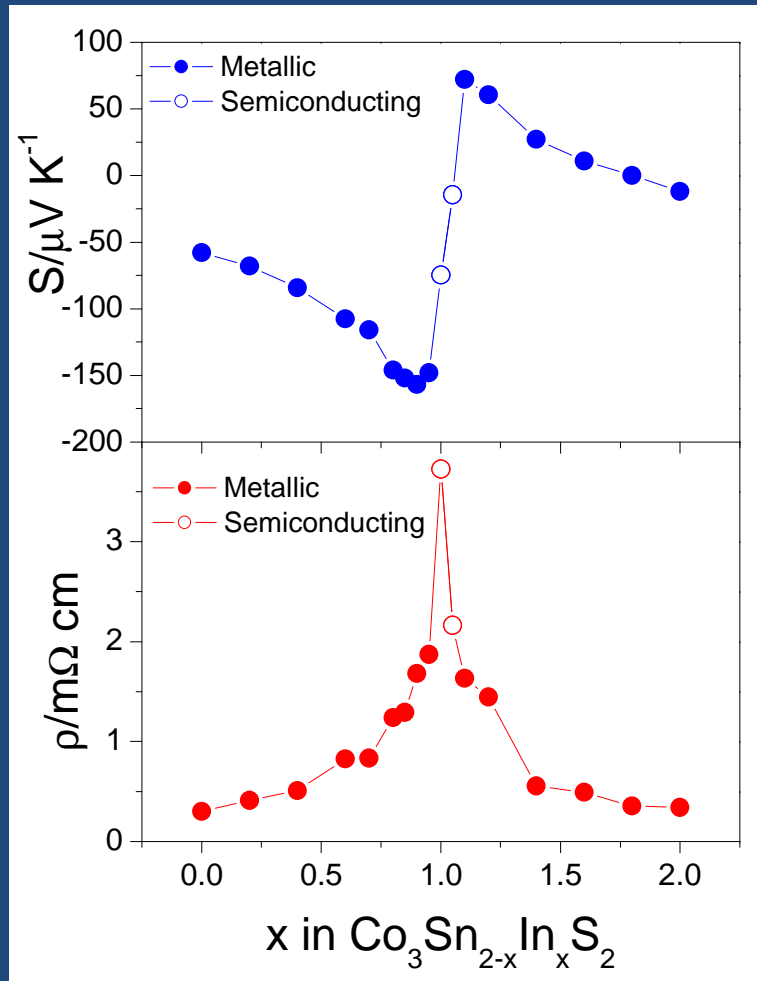 100
50
0
-50
-100
-150
-200
S/μV K⁻¹
Metallic
Semiconducting
3
2
1
0
ρ/mΩ cm
Metallic
Semiconducting
0.0 0.5 1.0 1.5 2.0
x in Co₃Sn₂₋ₓInₓS₂